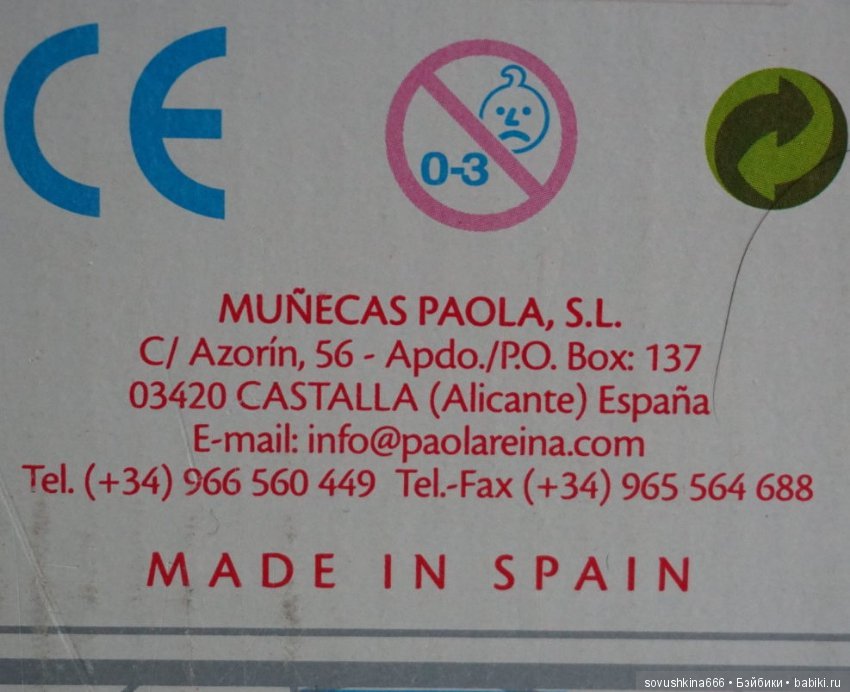 CE
0-3
MUÑECAS PAOLA, S.L.
C/ Azorín, 56 - Apdo./P.O. Box: 137
03420 CASTALLA (Alicante) España
E-mail: info@paolareina.com
Tel. (+34) 966 560 449 Tel.-Fax (+34) 965 564 688
MADE IN SPAIN
sovushkina666 • Бэйбики • babiki.ru